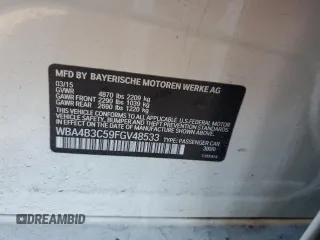 MFD. BY BAYERISCHE MOTOREN WERKE AG
03/15
GVWR 4870 lbs 2209 kg
GAWR FRONT 2290 lbs 1039 kg
GAWR REAR 2690 lbs 1220 kg
THIS VEHICLE CONFORMS TO ALL APPLICABLE FEDERAL
MOTOR VEHICLE SAFETY, BUMPER, AND THEFT PREVENTION
STANDARDS IN EFFECT ON THE DATE OF MANUFACTURE
SHOWN ABOVE.
WBA4B3C59FGV48533 TYPE: PASSENGER CAR
DREAMBID